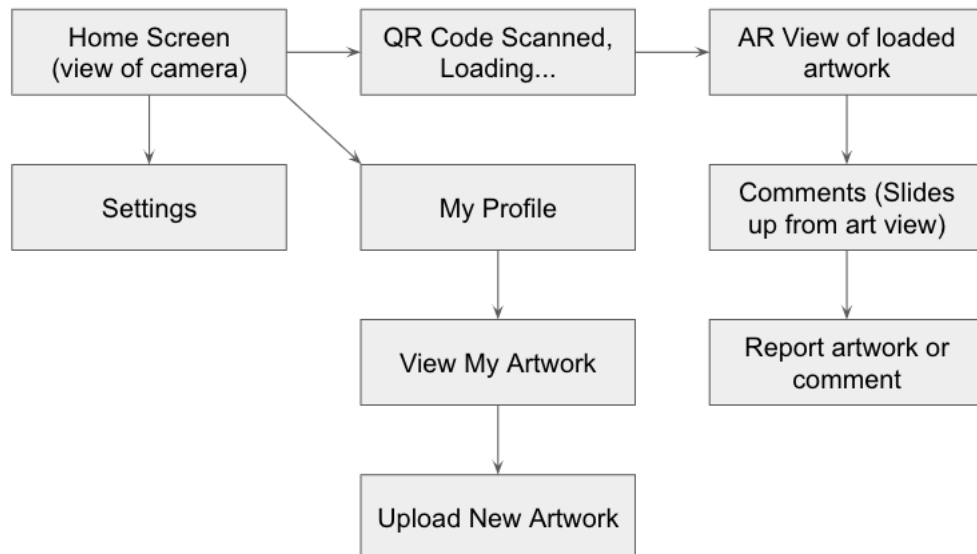 Home Screen
(view of camera)
QR Code Scanned,
Loading...
AR View of loaded
artwork
Settings
My Profile
Comments (Slides
up from art view)
View My Artwork
Report artwork or
comment
Upload New Artwork